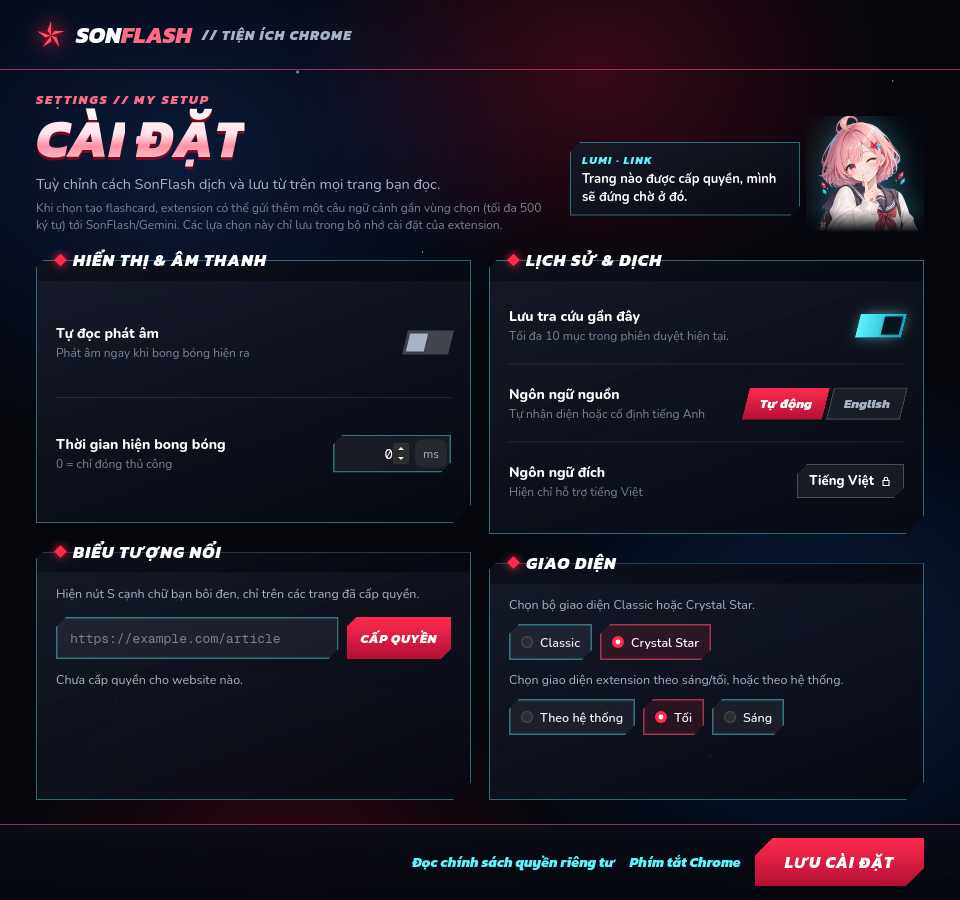 SONFLASH // TIỆN ÍCH CHROME
SETTINGS // MY SETUP
CÀI ĐẶT
Tuỳ chỉnh cách SonFlash dịch và lưu từ trên mọi trang bạn đọc.
Khi chọn tạo flashcard, extension có thể gửi thêm một câu ngữ cảnh gần vùng chọn (tối đa 500
ký tự) tới SonFlash/Gemini. Các lựa chọn này chỉ lưu trong bộ nhớ cài đặt của extension.
LUMI · LINK
Trang nào được cấp quyền, mình
sẽ đứng chờ ở đó.
HIỂN THỊ & ÂM THANH
Tự đọc phát âm
Phát âm ngay khi bong bóng hiện ra
Thời gian hiện bong bóng
0 = chỉ đóng thủ công
0 ms
LỊCH SỬ & DỊCH
Lưu tra cứu gần đây
Tối đa 10 mục trong phiên duyệt hiện tại.
Ngôn ngữ nguồn
Tự nhận diện hoặc cố định tiếng Anh
Tự động English
Ngôn ngữ đích
Hiện chỉ hỗ trợ tiếng Việt
Tiếng Việt
BIỂU TƯỢNG NỔI
Hiện nút S cạnh chữ bạn bôi đen, chỉ trên các trang đã cấp quyền.
https://example.com/article CẤP QUYỀN
Chưa cấp quyền cho website nào.
GIAO DIỆN
Chọn bộ giao diện Classic hoặc Crystal Star.
Classic Crystal Star
Chọn giao diện extension theo sáng/tối, hoặc theo hệ thống.
Theo hệ thống Tối Sáng
Đọc chính sách quyền riêng tư Phím tắt Chrome LƯU CÀI ĐẶT